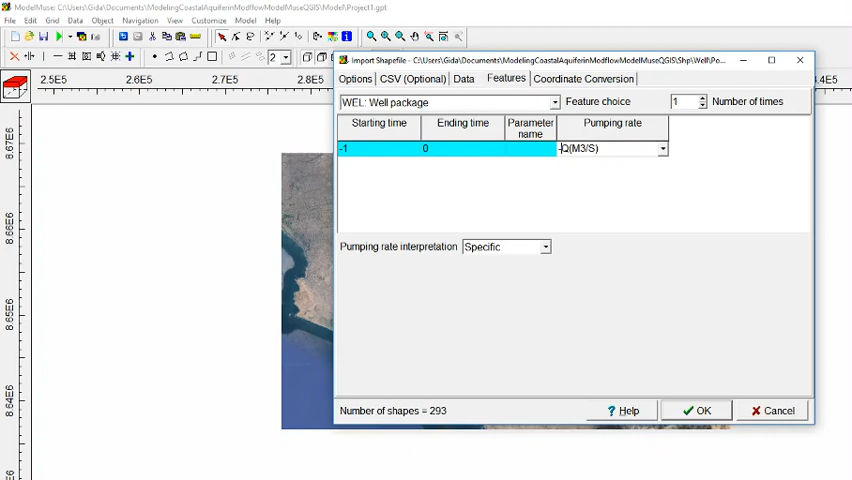 ModelMuse: C:\Users\Gida\Documents\ModelingCoastalAquiferinModflowModelMuseQGIS\Model\Project1.gpt
File Edit Grid Data Object Navigation View Customize Model Help
2
2.5E5 2.6E5 2.7E5 2.8E5 3.4E5
8.67E6
8.66E6
8.65E6
8.64E6
Import Shapefile - C:\Users\Gida\Documents\ModelingCoastalAquiferinModflowModelMuseQGIS\Shp\Well\Po...
Options CSV (Optional) Data Features Coordinate Conversion
WEL: Well package Feature choice 1 Number of times
Starting time Ending time Parameter name Pumping rate
-1 0 -Q(M3/S)
Pumping rate interpretation Specific
Number of shapes = 293 ? Help OK Cancel